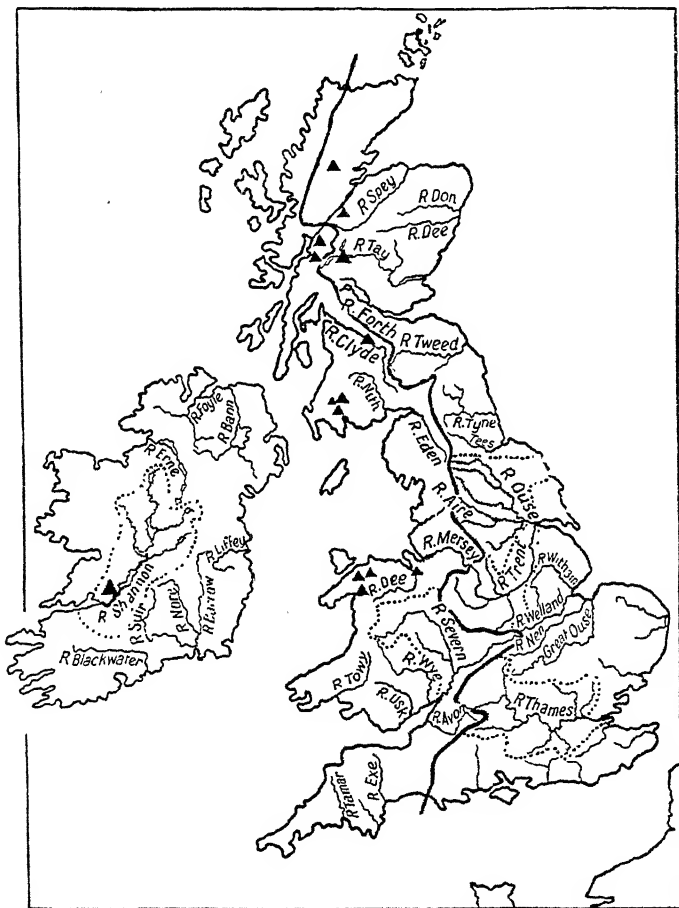 R Spey
R Don
R. Dee
R Tay
R. Forth
R Tweed
R. Clyde
R. Nith
R. Tyne
Tees
R. Eden
R Ouse
R. Aire
R. Mersey
R Trent
R Witham
R. Dee
R Welland
R Nen
Great Ouse
R Severn
R. Wye
R Towy
R. Usk
R. Avon
R Thames
R Tamar
R Exe
R Foyle
R Bann
R Erne
R Liffey
R Shannon
R Suir
R Nore
R Barrow
R Blackwater